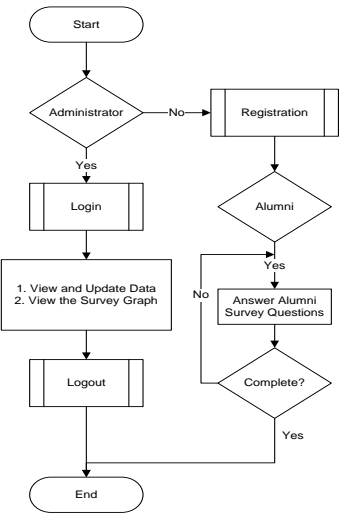 Start
Administrator
No
Registration
Yes
Login
Alumni
Yes
1. View and Update Data
2. View the Survey Graph
No
Answer Alumni
Survey Questions
Logout
Complete?
Yes
End